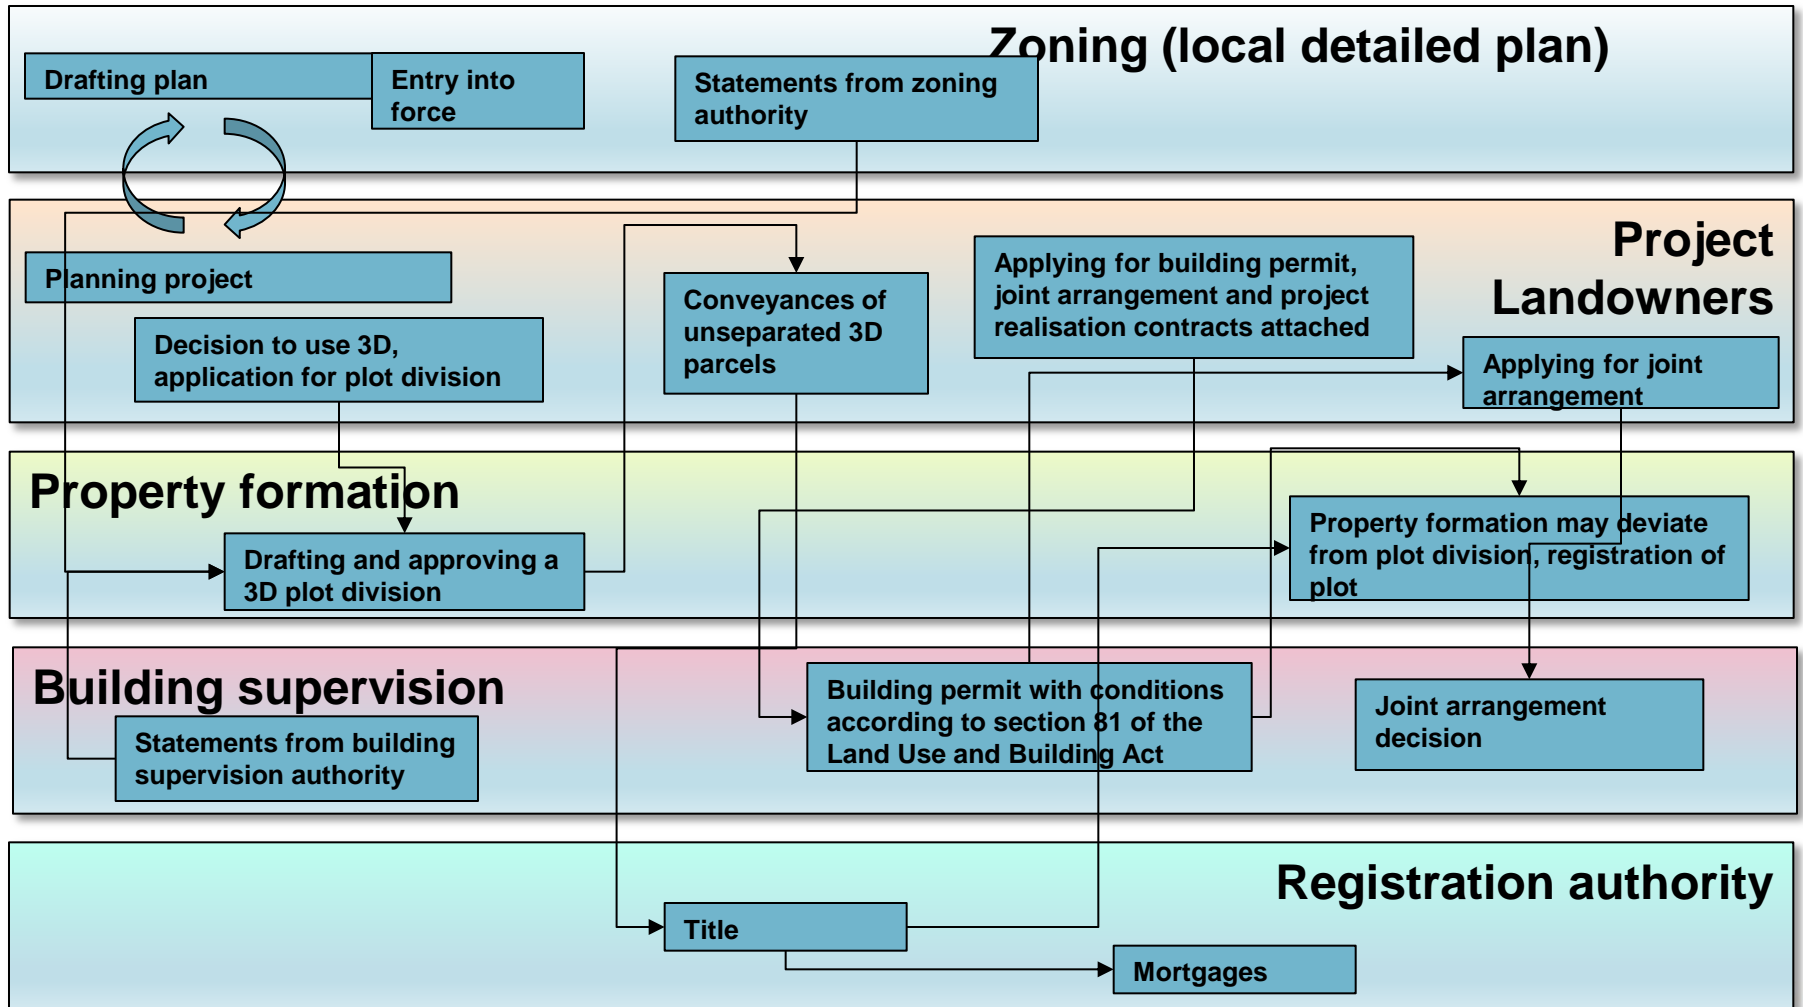 Zoning (local detailed plan)
Drafting plan
Entry into
force
Statements from zoning
authority
Project
Landowners
Planning project
Decision to use 3D,
application for plot division
Conveyances of
unseparated 3D
parcels
Applying for building permit,
joint arrangement and project
realisation contracts attached
Applying for joint
arrangement
Property formation
Drafting and approving a
3D plot division
Property formation may deviate
from plot division, registration of
plot
Building supervision
Statements from building
supervision authority
Building permit with conditions
according to section 81 of the
Land Use and Building Act
Joint arrangement
decision
Registration authority
Title
Mortgages